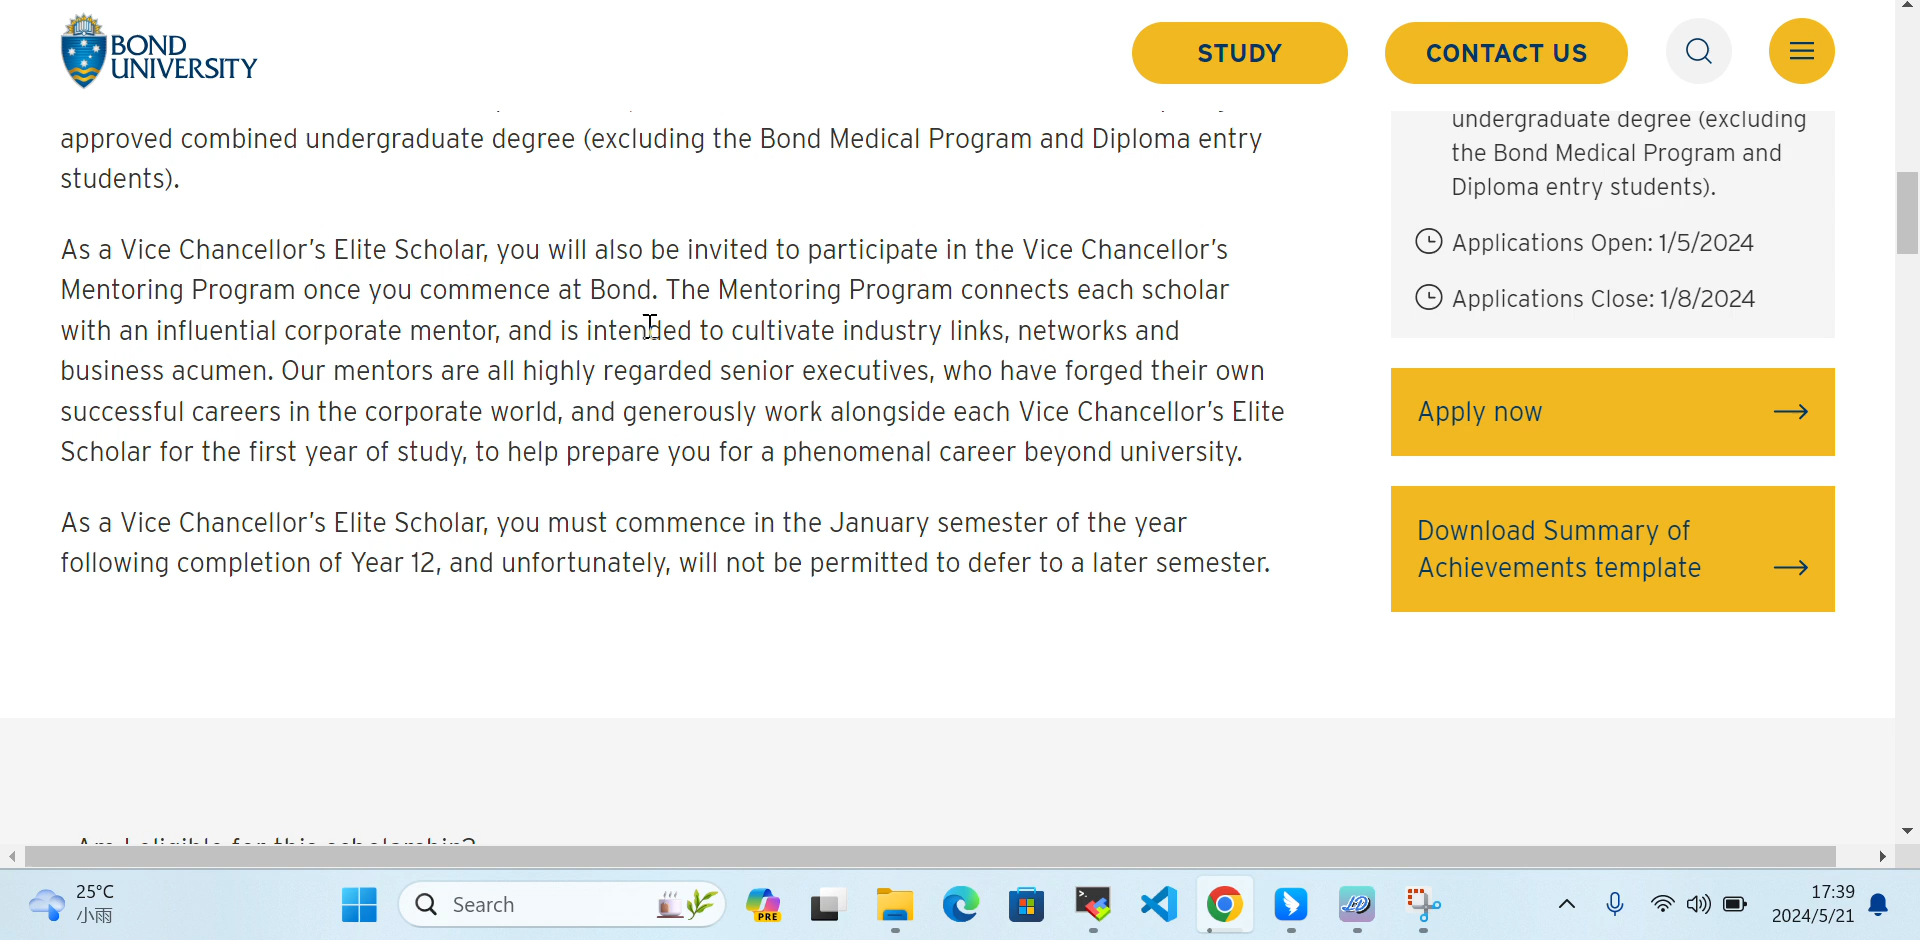 BOND
UNIVERSITY
STUDY
CONTACT US
approved combined undergraduate degree (excluding the Bond Medical Program and Diploma entry
students).
As a Vice Chancellor’s Elite Scholar, you will also be invited to participate in the Vice Chancellor’s
Mentoring Program once you commence at Bond. The Mentoring Program connects each scholar
with an influential corporate mentor, and is intended to cultivate industry links, networks and
business acumen. Our mentors are all highly regarded senior executives, who have forged their own
successful careers in the corporate world, and generously work alongside each Vice Chancellor’s Elite
Scholar for the first year of study, to help prepare you for a phenomenal career beyond university.
As a Vice Chancellor’s Elite Scholar, you must commence in the January semester of the year
following completion of Year 12, and unfortunately, will not be permitted to defer to a later semester.
undergraduate degree (excluding
the Bond Medical Program and
Diploma entry students).
Applications Open: 1/5/2024
Applications Close: 1/8/2024
Apply now
Download Summary of
Achievements template
Am I eligible for this scholarship?
25°C
小雨
Search
PRE
17:39
2024/5/21